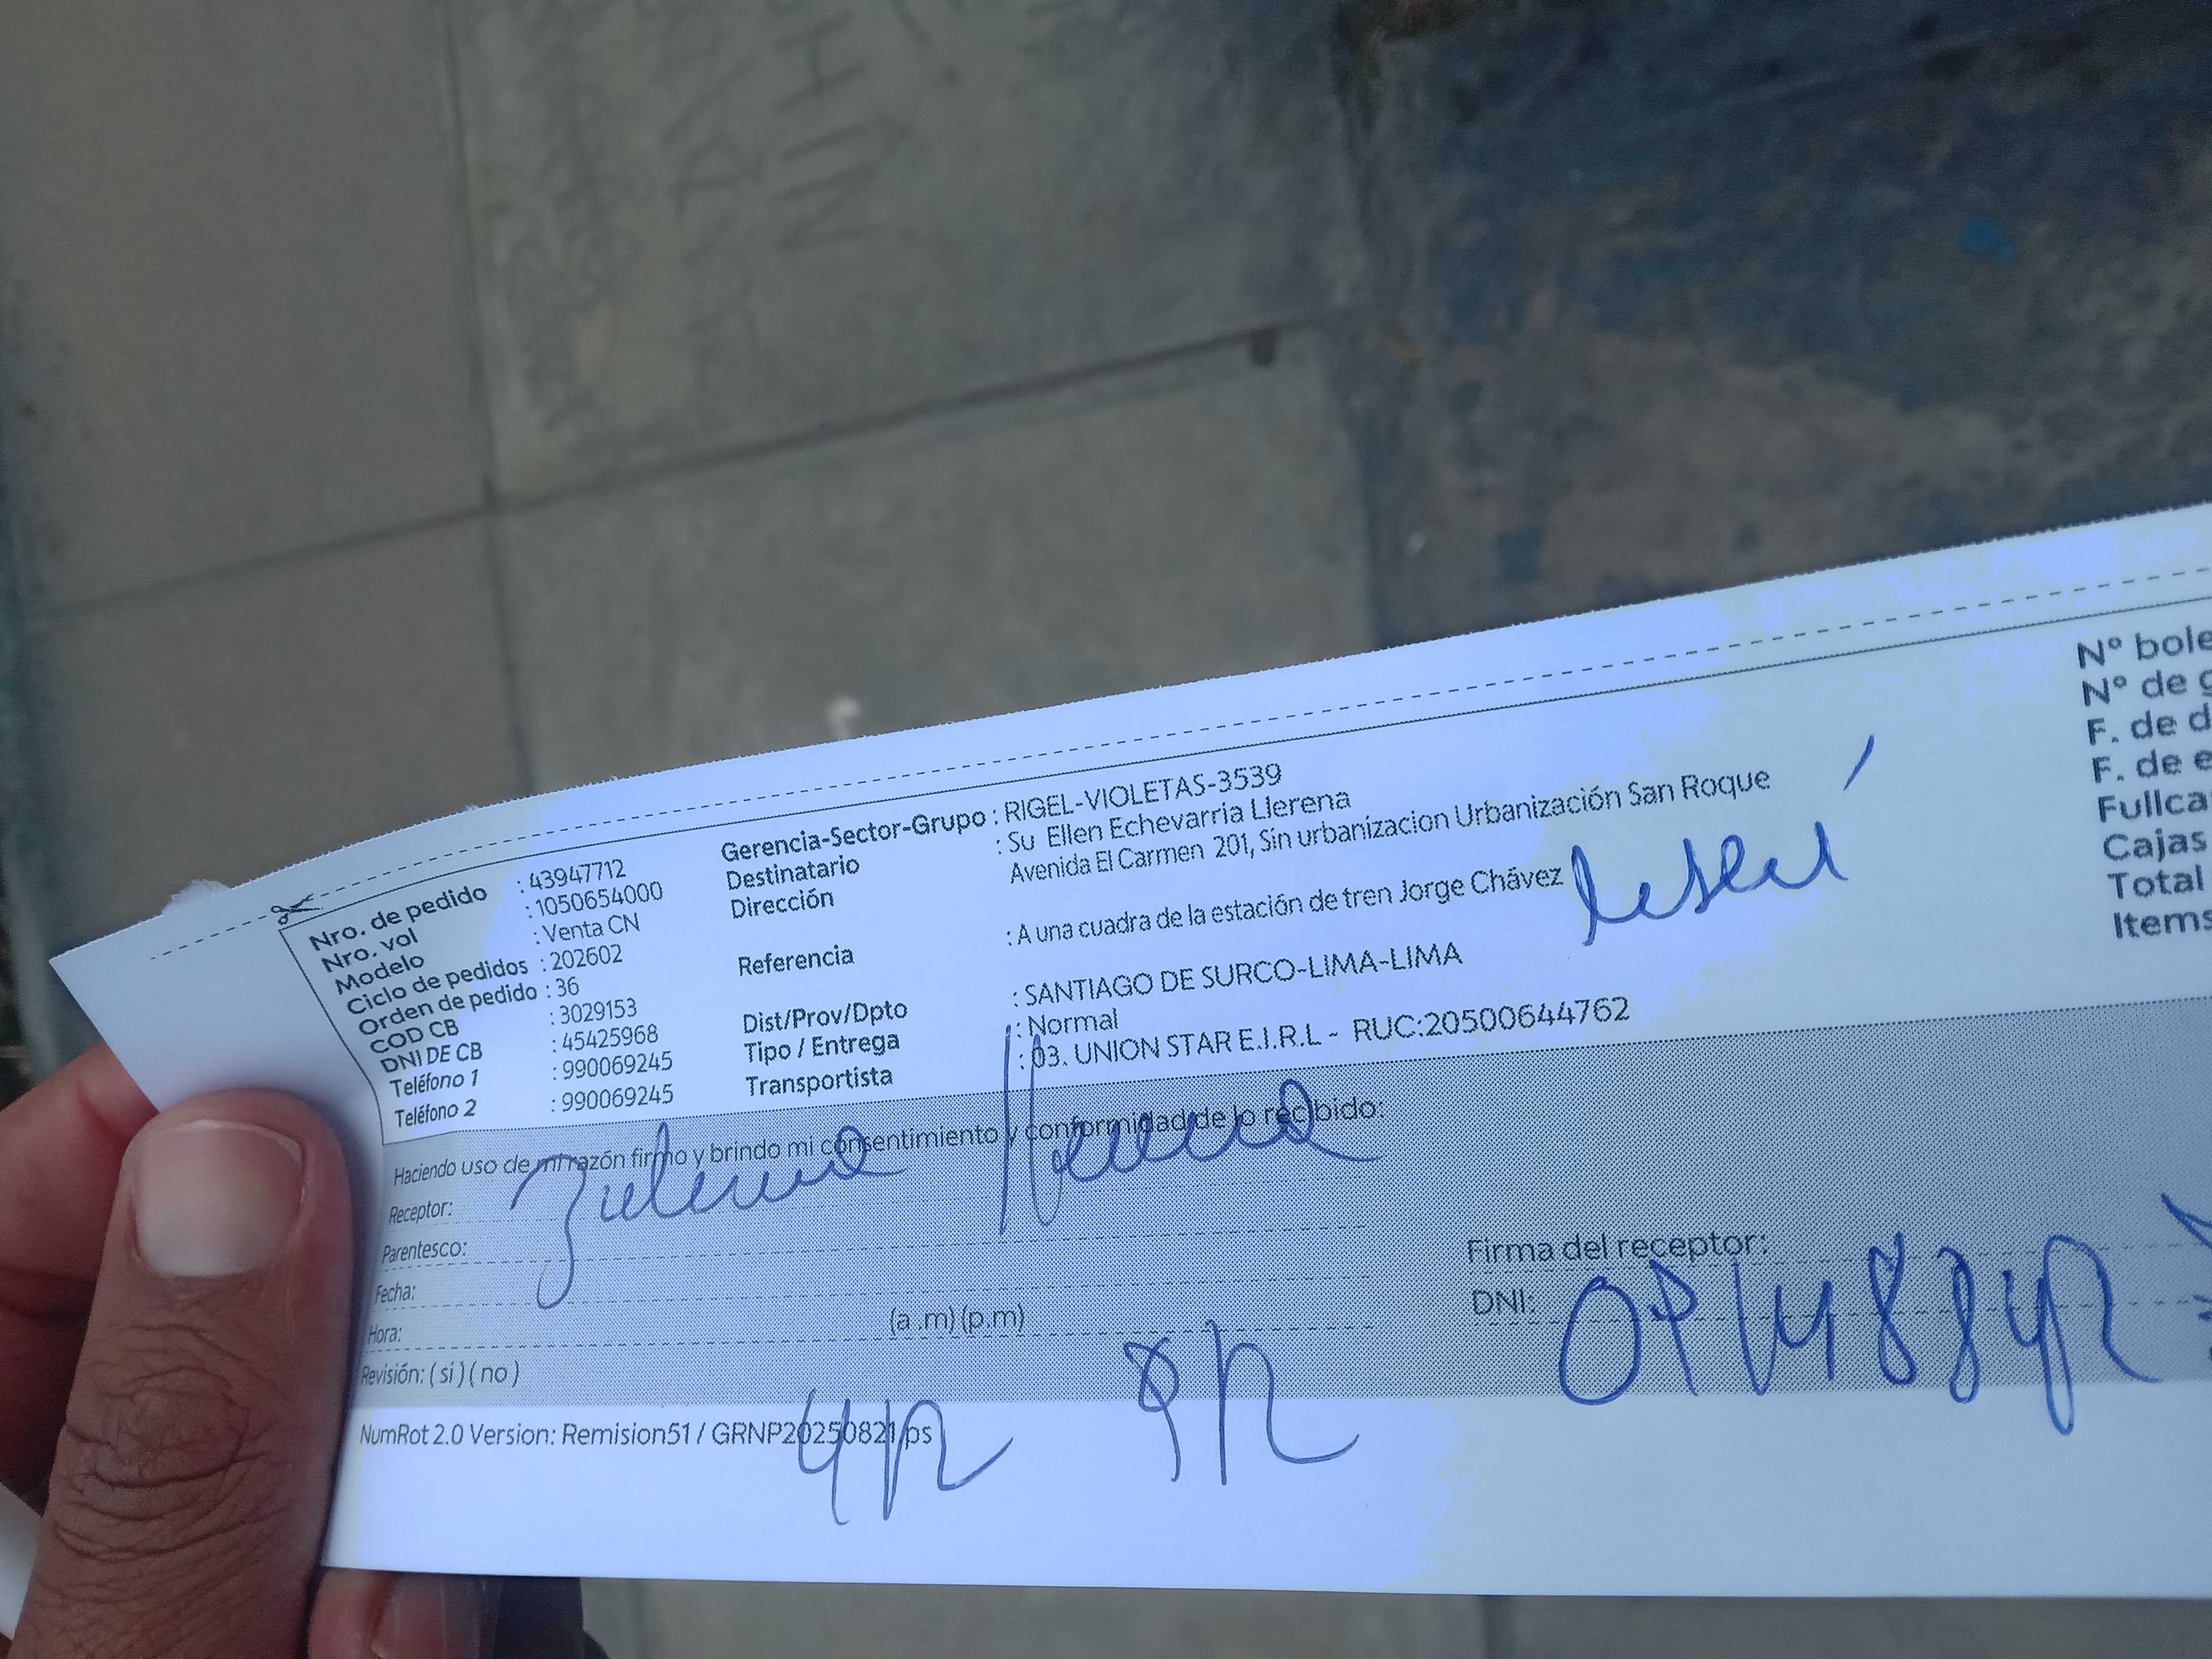 Nro. de pedido : 43947712
Nro. vol : 1050654000
Modelo : Venta CN
Ciclo de pedidos : 202602
Orden de pedido : 36
COD CB : 3029153
DNI DE CB : 45425968
Teléfono 1 : 990069245
Teléfono 2 : 990069245
Gerencia-Sector-Grupo : RIGEL-VIOLETAS-3539
Destinatario : Su Ellen Echevarria Llerena
Dirección Avenida El Carmen 201, Sin urbanizacion Urbanización San Roque
Referencia : A una cuadra de la estación de tren Jorge Chávez
Dist/Prov/Dpto : SANTIAGO DE SURCO-LIMA-LIMA
Tipo / Entrega : Normal
Transportista : 03. UNION STAR E.I.R.L - RUC:20500644762
Nº bole
Nº de g
F. de d
F. de e
Fullca
Cajas
Total
Items
Haciendo uso de mi razón firmo y brindo mi consentimiento y conformidad de lo recibido:
Receptor: Zulema
Parentesco:
Fecha:
Hora: (a .m) (p.m)
Revisión: ( si ) ( no )
Firma del receptor:
DNI:
NumRot 2.0 Version: Remision51 / GRNP20250821.ps